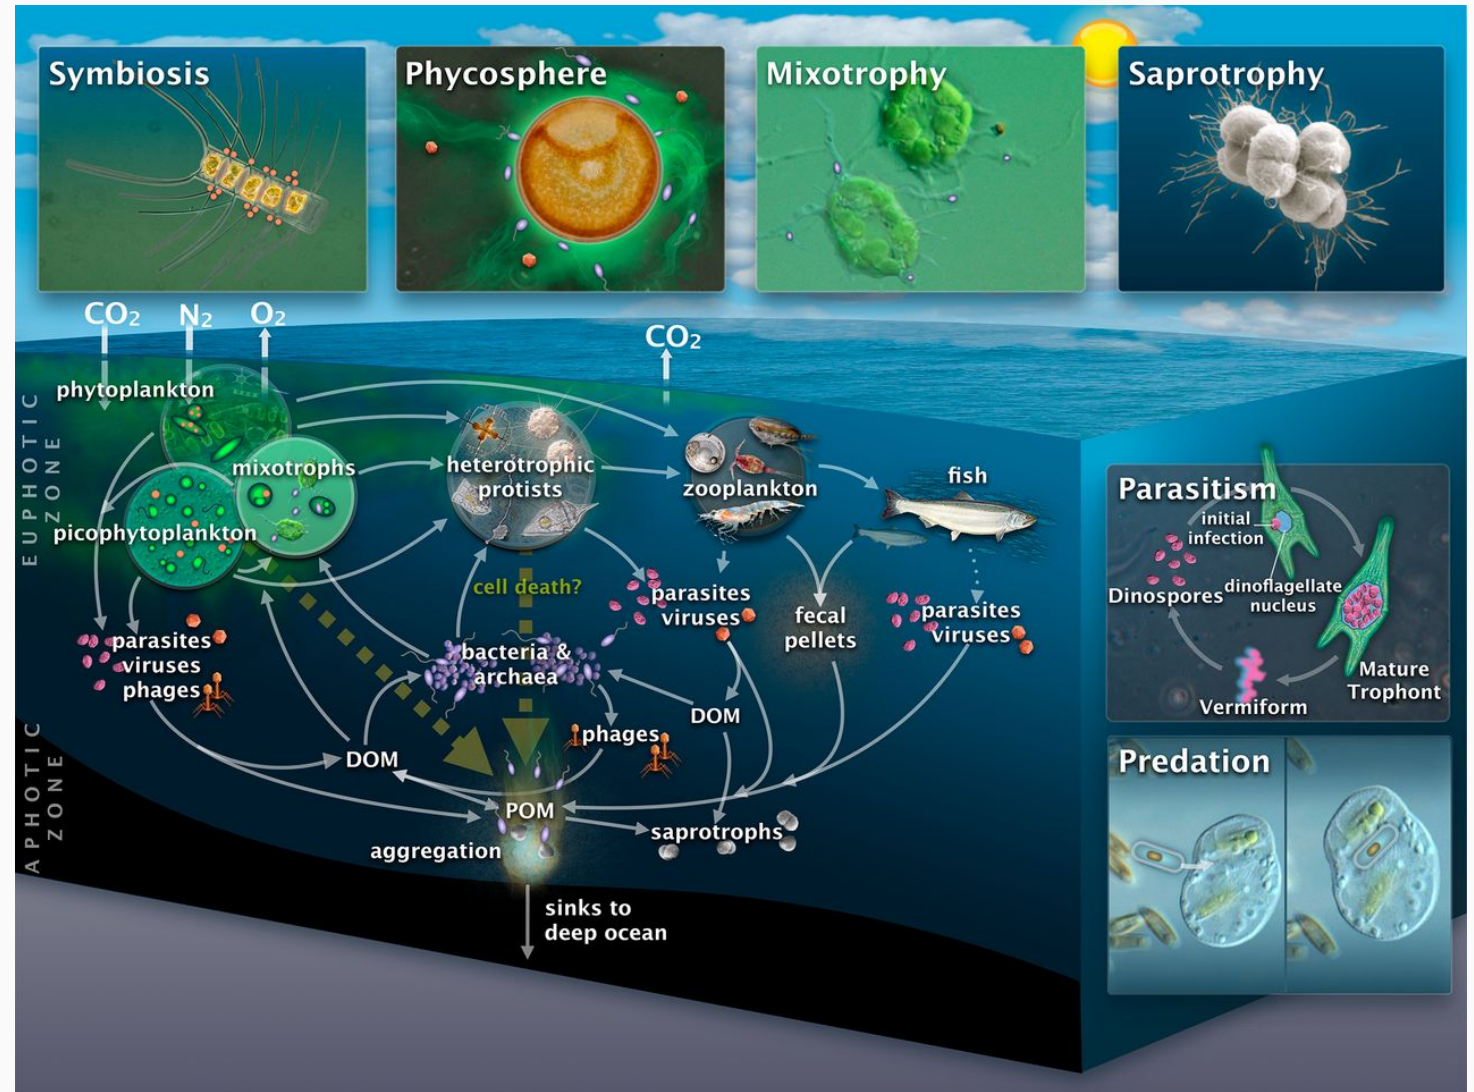 Symbiosis
Phycosphere
Mixotrophy
Saprotrophy
CO₂
N₂
O₂
CO₂
EUPHOTIC
ZONE
phytoplankton
mixotrophs
picophytoplankton
heterotrophic
protists
zooplankton
fish
cell death?
parasites
viruses
phages
bacteria &
archaea
parasites
viruses
fecal
pellets
parasites
viruses
DOM
phages
DOM
APHOTIC
ZONE
POM
aggregation
saprotrophs
sinks to
deep ocean
Parasitism
initial
infection
Dinospores
dinoflagellate
nucleus
Mature
Trophont
Vermiform
Predation